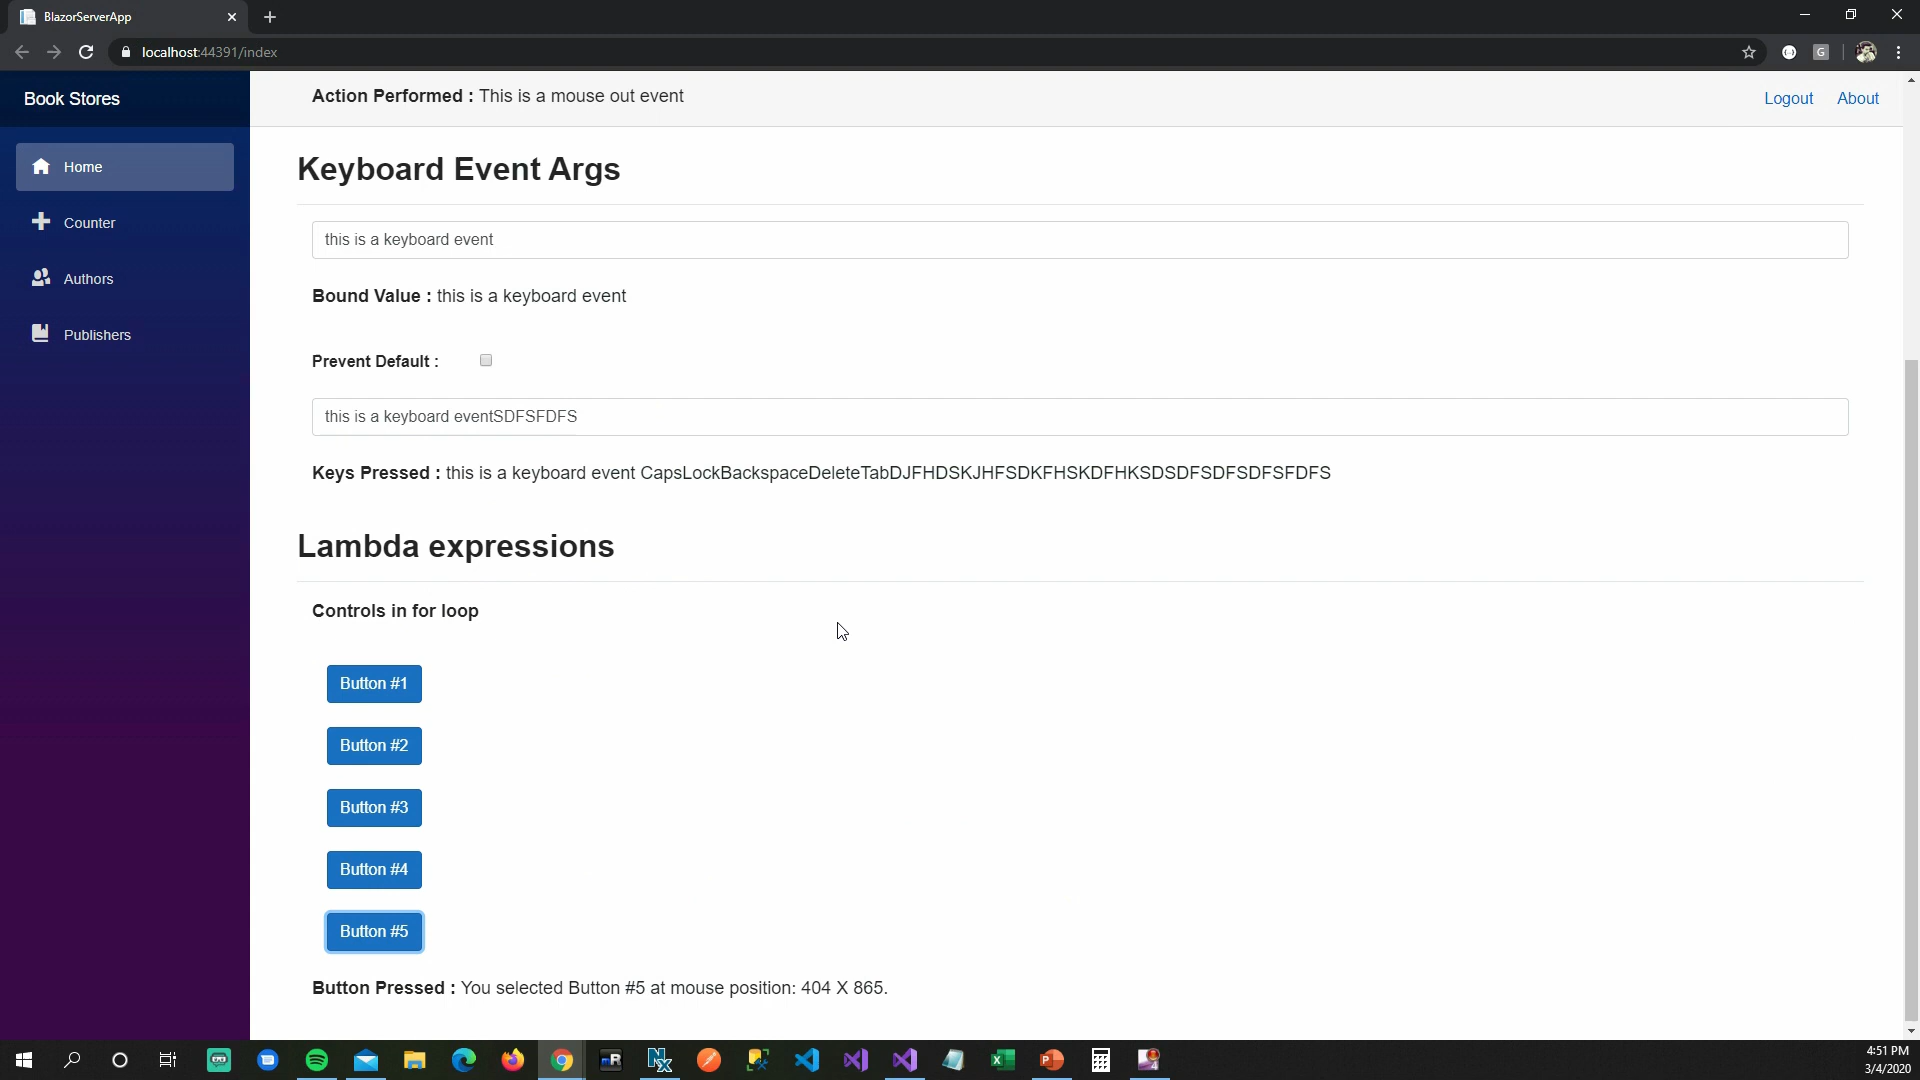 BlazorServerApp
localhost:44391/index
G
Book Stores
Action Performed : This is a mouse out event
Logout
About
Home
Counter
Authors
Publishers
Keyboard Event Args
this is a keyboard event
Bound Value : this is a keyboard event
Prevent Default :
this is a keyboard eventSDFSFDFS
Keys Pressed : this is a keyboard event CapsLockBackspaceDeleteTabDJFHDSKJHFSDKFHSKDFHKSDSDFSDFSDFSFDFS
Lambda expressions
Controls in for loop
Button #1
Button #2
Button #3
Button #4
Button #5
Button Pressed : You selected Button #5 at mouse position: 404 X 865.
4:51 PM
3/4/2020